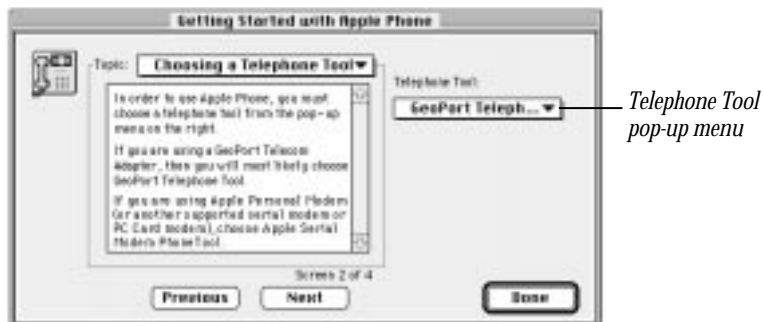 Getting Started with Apple Phone
Topic: Choosing a Telephone Tool
In order to use Apple Phone, you must
choose a telephone tool from the pop-up
menu on the right.
If you are using a GeoPort Telecom
Adapter, then you will most likely choose
GeoPort Telephone Tool.
If you are using Apple Personal Modem
(or another supported serial modem or
PC Card modem), choose Apple Serial
Modem PhoneTool.
Telephone Tool:
GeoPort Teleph...
Telephone Tool
pop-up menu
Screen 2 of 4
Previous Next Done